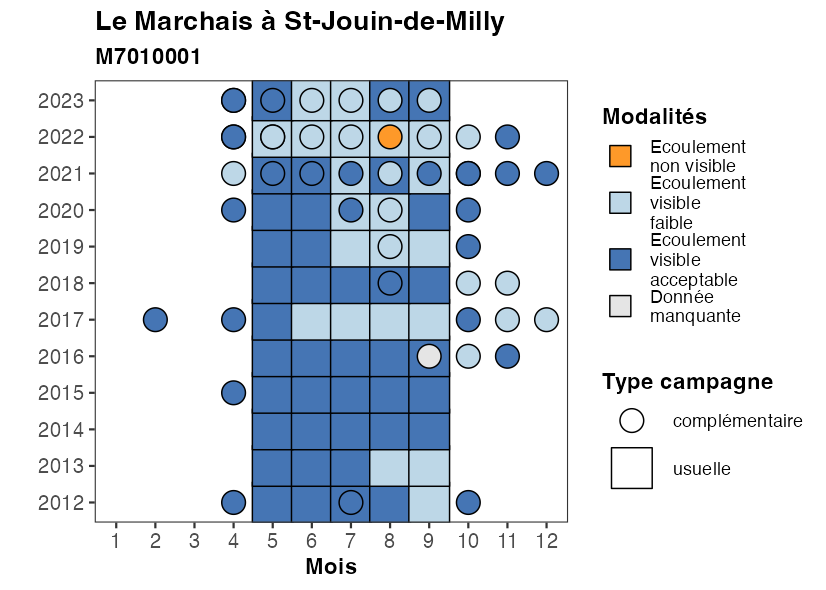 Le Marchais à St-Jouin-de-Milly
M7010001
2023
2022
2021
2020
2019
2018
2017
2016
2015
2014
2013
2012
1 2 3 4 5 6 7 8 9 10 11 12
Mois
Modalités
Ecoulement
non visible
Ecoulement
visible
faible
Ecoulement
visible
acceptable
Donnée
manquante
Type campagne
complémentaire
usuelle